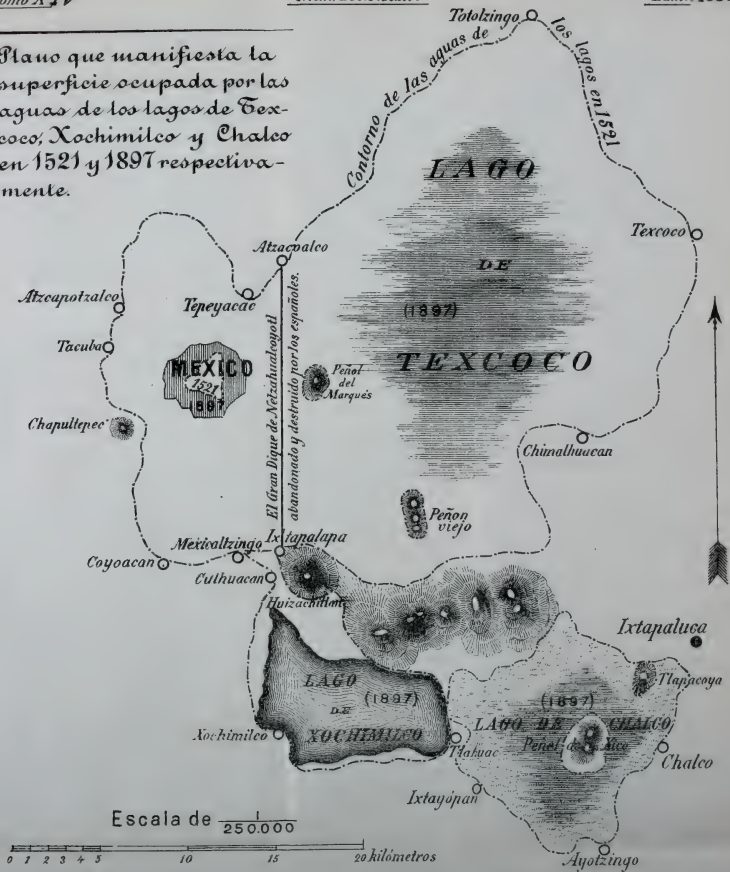 Plano que manifiesta la
superficie ocupada por las
aguas de los lagos de Tex-
coco, Xochimilco y Chalco
en 1521 y 1897 respectiva-
mente.
Totolzingo
Contorno de las aguas de
los lagos en 1521
LAGO
DE
(1897)
TEXCOCO
Texcoco
Atzacoalco
Tepeyacac
Atzcapotzalco
Tacuba
MEXICO
1521
1897
Chapultepec
El Gran Dique de Netzahualcoyotl
abandonado y destruido por los españoles.
Peñol
del
Marqués
Chimalhuacan
Peñon
viejo
Ixtapalapa
Mexicaltzingo
Coyoacan
Culhuacan
Huizachitlan
Ixtapaluca
Tlapacoya
LAGO
(1897)
DE
XOCHIMILCO
Xochimilco
(1897)
LAGO DE CHALCO
Peñol de Xico
Tlahuac
Chalco
Ixtayópan
Ayotzingo
Escala de 1/250.000
0 1 2 3 4 5 10 15 20 kilómetros